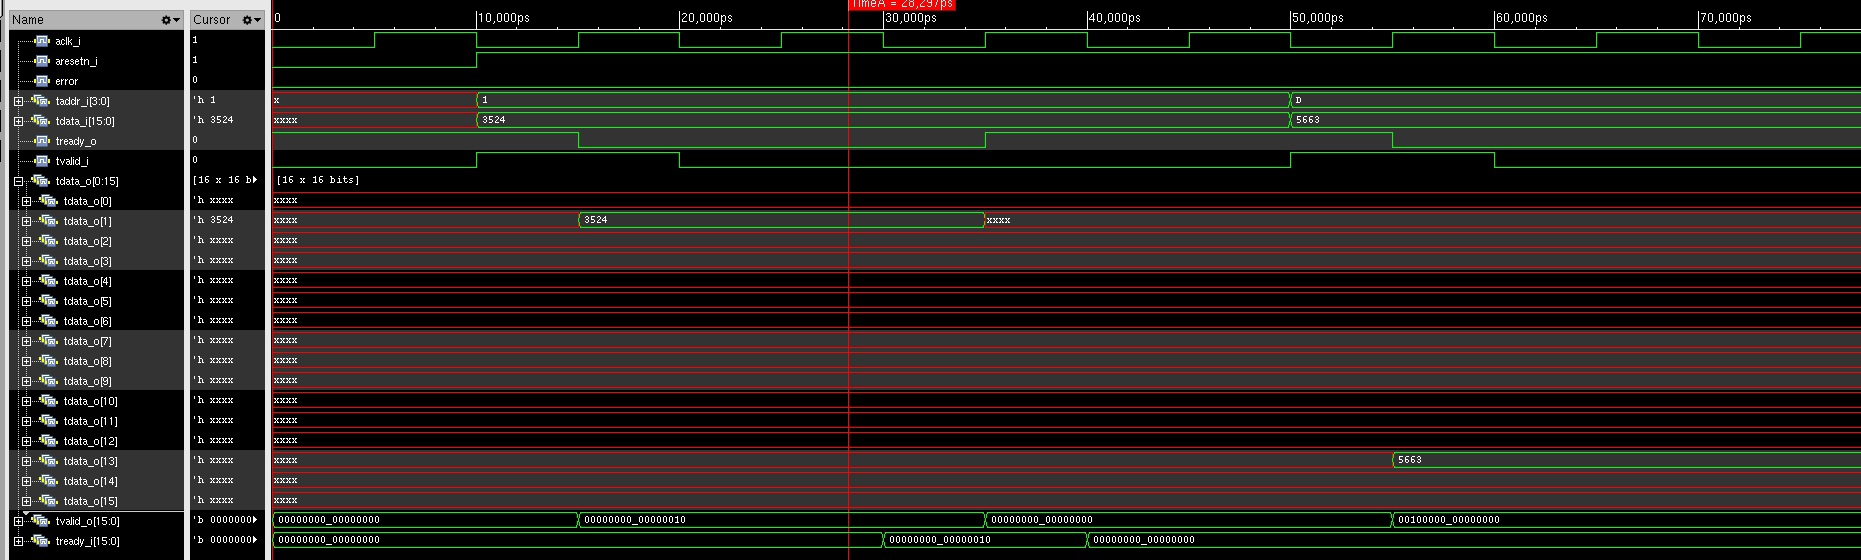 TimeA = 28,297ps
Name Cursor 0 10,000ps 20,000ps 30,000ps 40,000ps 50,000ps 60,000ps 70,000ps
aclk_i 1
aresetn_i 1
error 0
taddr_i[3:0] 'h 1 x 1 D
tdata_i[15:0] 'h 3524 xxxx 3524 5663
tready_o 0
tvalid_i 0
tdata_o[0:15] [16 x 16 b [16 x 16 bits]
tdata_o[0] 'h xxxx xxxx
tdata_o[1] 'h 3524 xxxx 3524 xxxx
tdata_o[2] 'h xxxx xxxx
tdata_o[3] 'h xxxx xxxx
tdata_o[4] 'h xxxx xxxx
tdata_o[5] 'h xxxx xxxx
tdata_o[6] 'h xxxx xxxx
tdata_o[7] 'h xxxx xxxx
tdata_o[8] 'h xxxx xxxx
tdata_o[9] 'h xxxx xxxx
tdata_o[10] 'h xxxx xxxx
tdata_o[11] 'h xxxx xxxx
tdata_o[12] 'h xxxx xxxx
tdata_o[13] 'h xxxx xxxx 5663
tdata_o[14] 'h xxxx xxxx
tdata_o[15] 'h xxxx xxxx
tvalid_o[15:0] 'b 0000000 00000000_00000000 00000000_00000010 00000000_00000000 00100000_00000000
tready_i[15:0] 'b 0000000 00000000_00000000 00000000_00000010 00000000_00000000